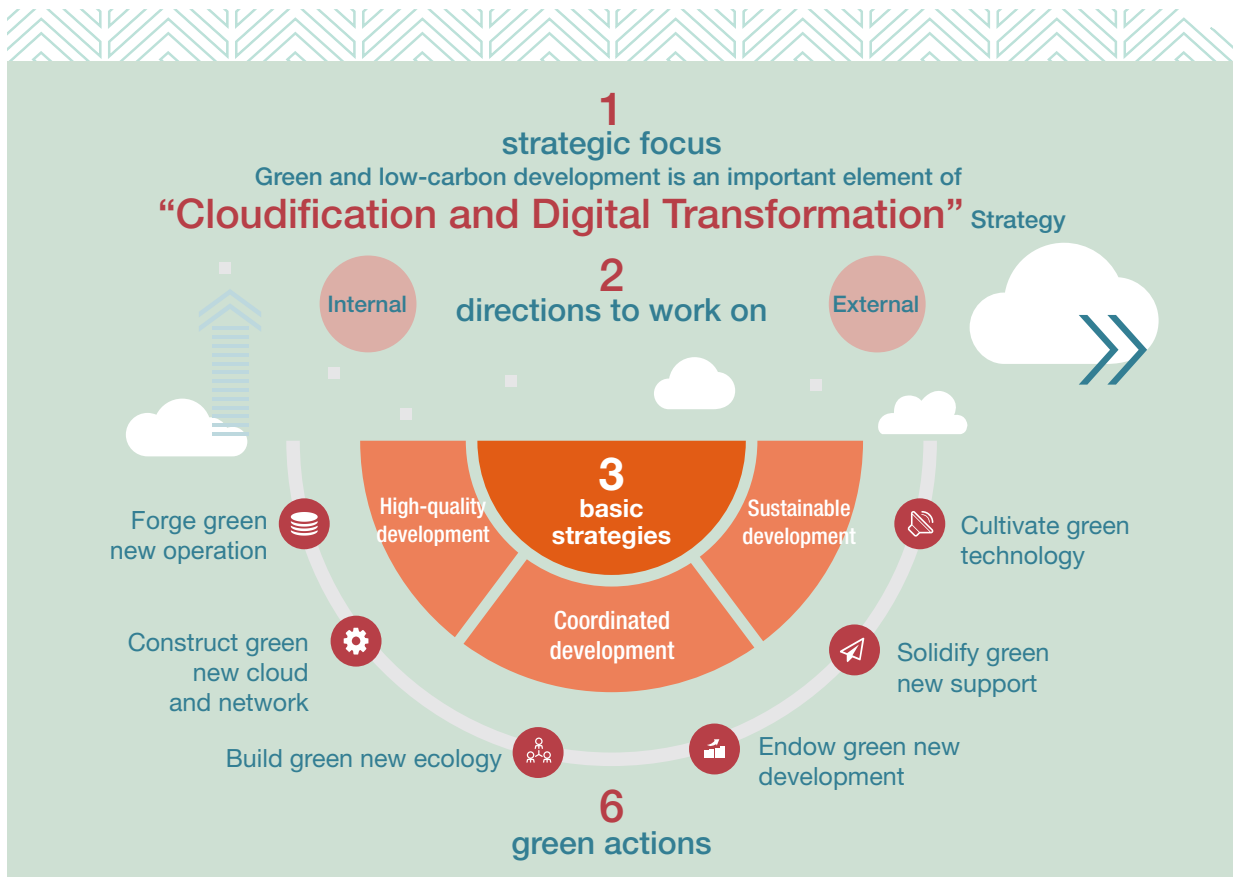 1
strategic focus
Green and low-carbon development is an important element of
“Cloudification and Digital Transformation” Strategy
2
directions to work on
Internal
External
3
basic
strategies
High-quality
development
Coordinated
development
Sustainable
development
Forge green
new operation
Construct green
new cloud
and network
Build green new ecology
Endow green new
development
Solidify green
new support
Cultivate green
technology
6
green actions